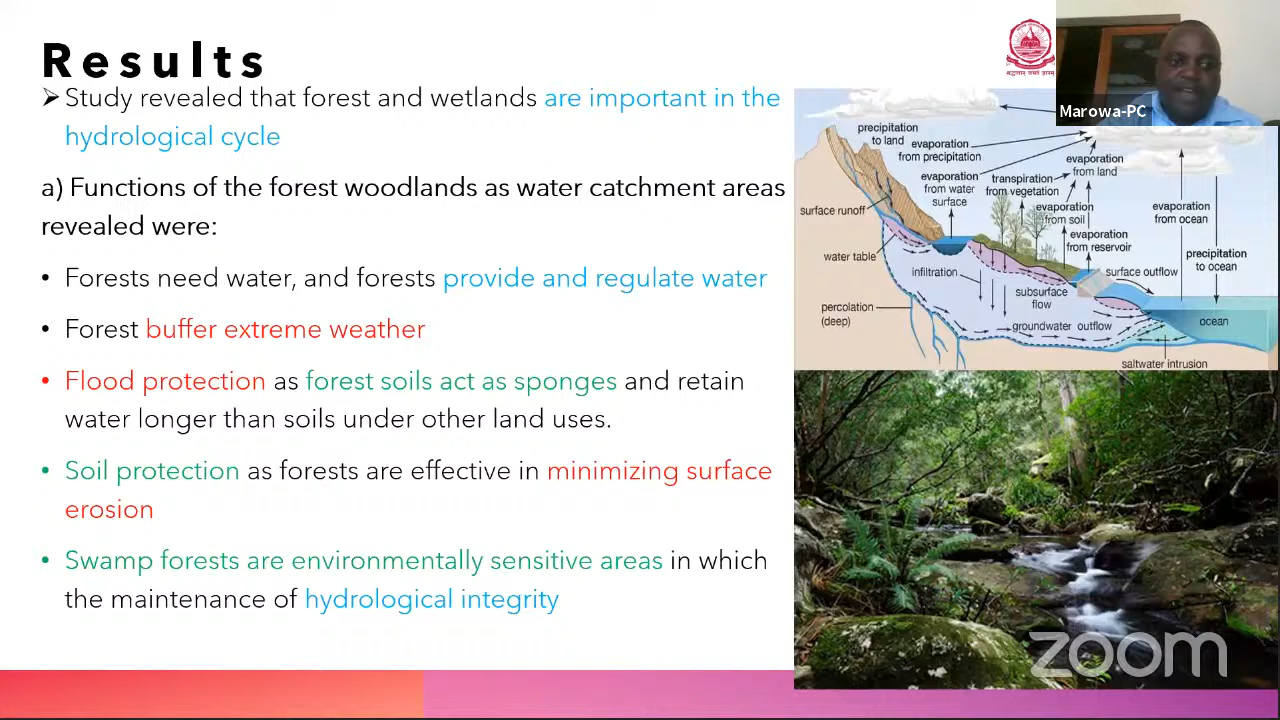 Results
➤ Study revealed that forest and wetlands are important in the
hydrological cycle
a) Functions of the forest woodlands as water catchment areas
revealed were:
• Forests need water, and forests provide and regulate water
• Forest buffer extreme weather
• Flood protection as forest soils act as sponges and retain
water longer than soils under other land uses.
• Soil protection as forests are effective in minimizing surface
erosion
• Swamp forests are environmentally sensitive areas in which
the maintenance of hydrological integrity
Marowa-PC
precipitation
to land
evaporation
from precipitation
evaporation
from water
surface
transpiration
from vegetation
evaporation
from land
surface runoff
evaporation
from soil
evaporation
from ocean
evaporation
from reservoir
water table
precipitation
to ocean
infiltration
surface outflow
subsurface
flow
percolation
(deep)
groundwater outflow
ocean
saltwater intrusion
zoom